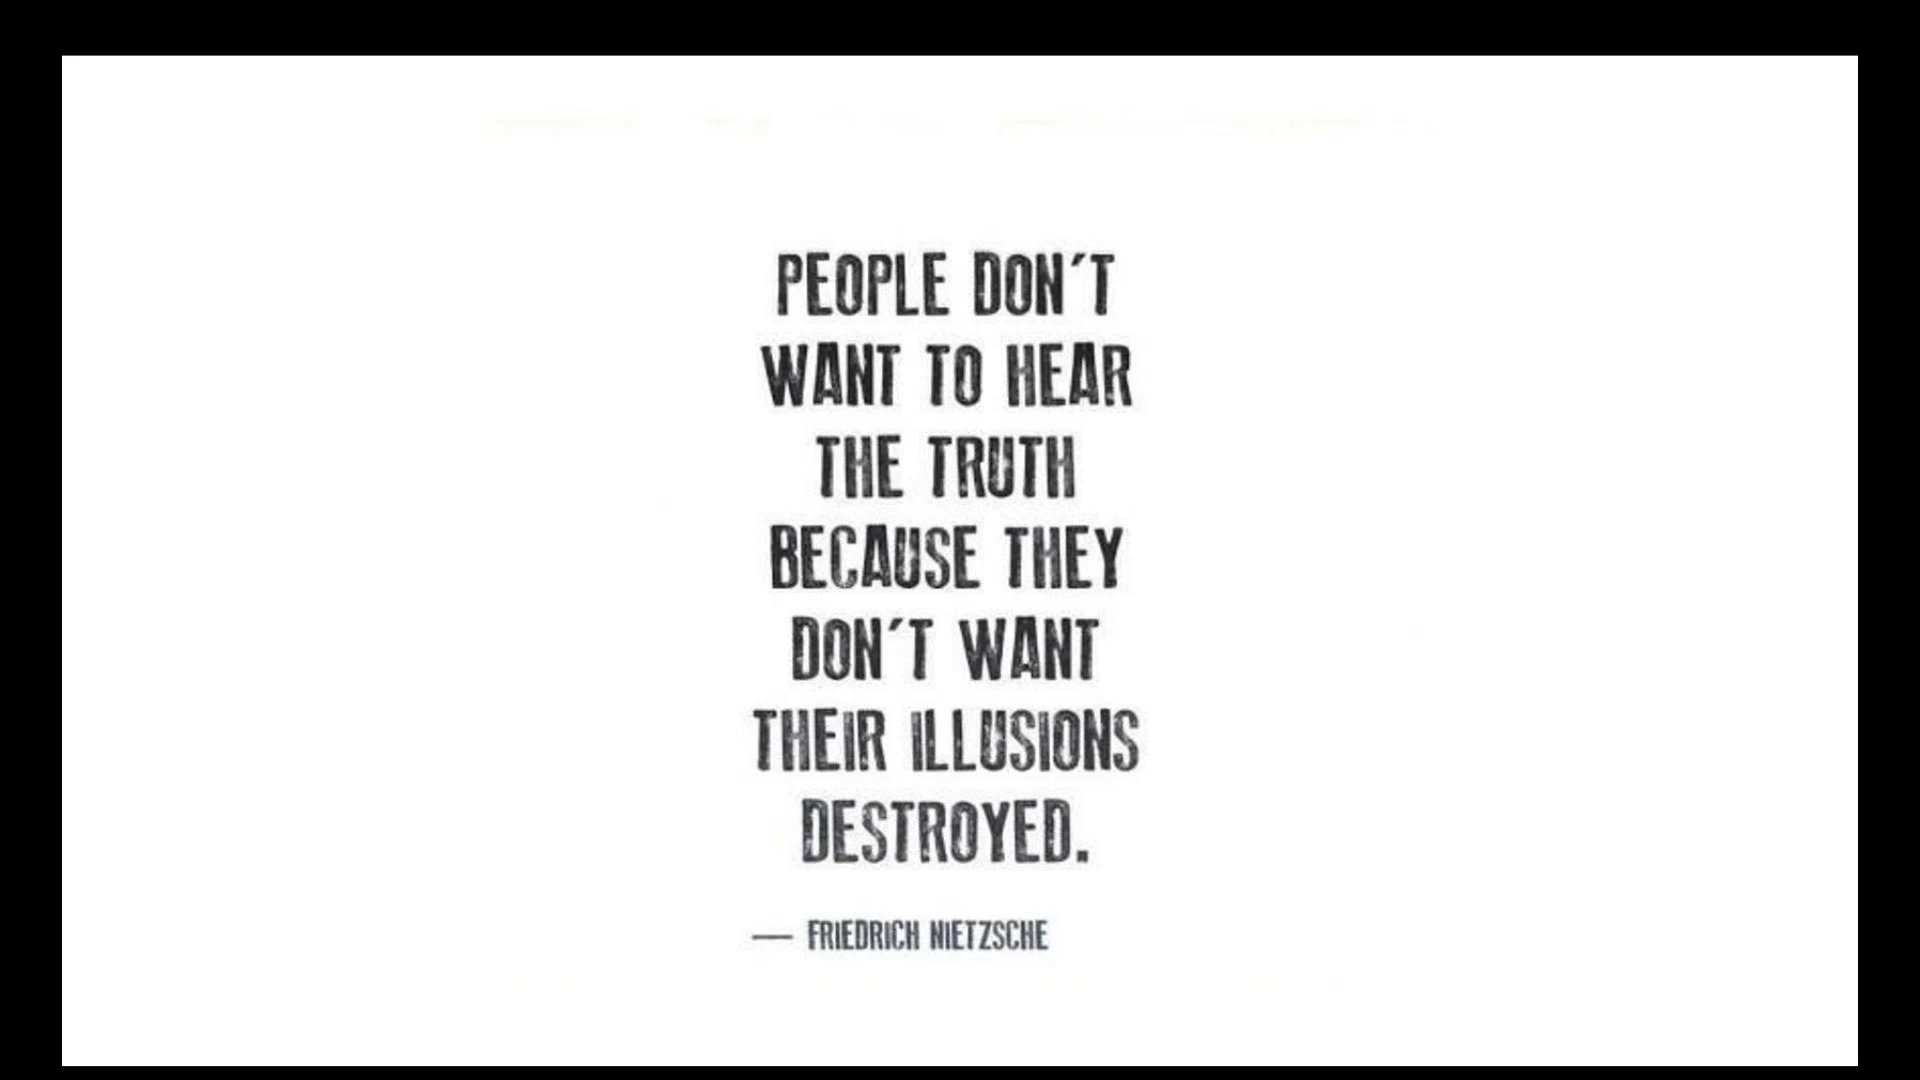 PEOPLE DON´T
WANT TO HEAR
THE TRUTH
BECAUSE THEY
DON´T WANT
THEIR ILLUSIONS
DESTROYED.
— FRIEDRICH NIETZSCHE